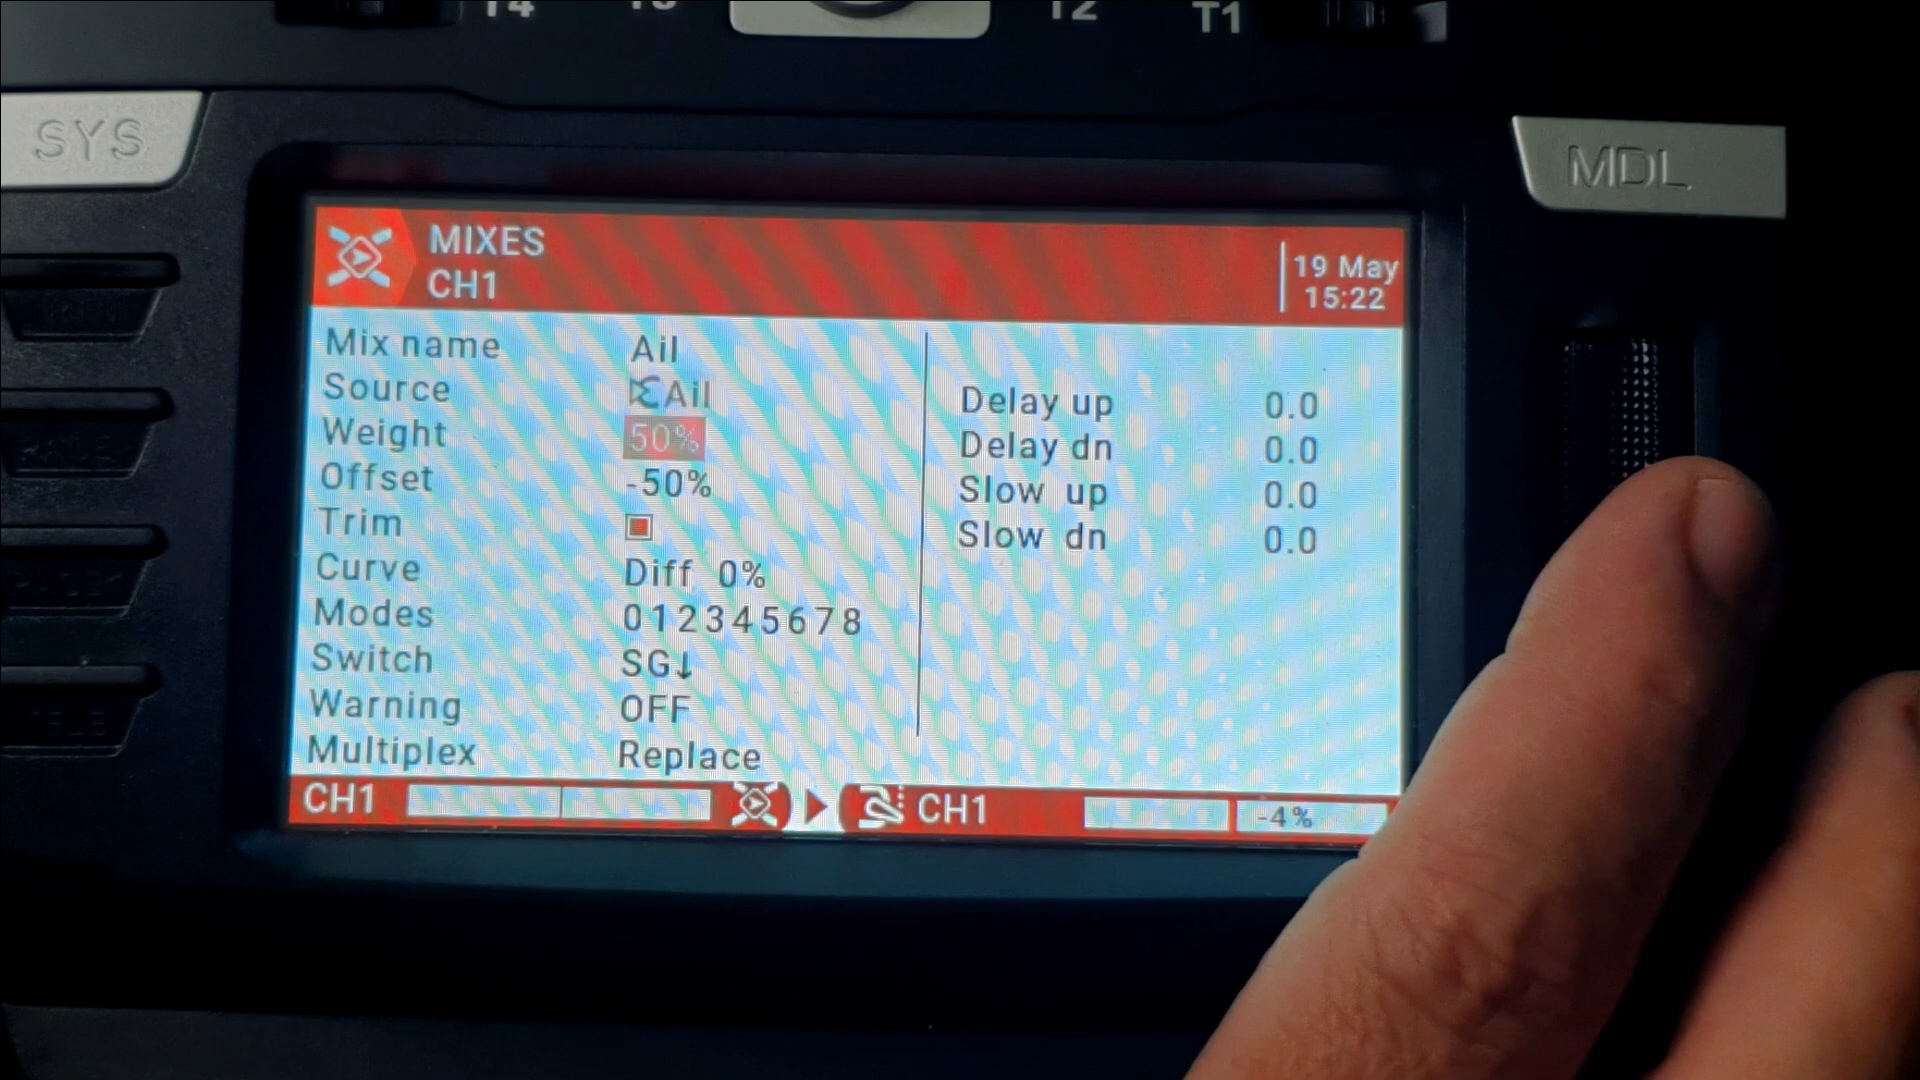 T4
T2
T1
SYS
MDL
MIXES
CH1
19 May
15:22
Mix name Ail
Source Ail
Weight 50%
Offset -50%
Trim
Curve Diff 0%
Modes 012345678
Switch SG↓
Warning OFF
Multiplex Replace
Delay up 0.0
Delay dn 0.0
Slow up 0.0
Slow dn 0.0
CH1 CH1 -4%